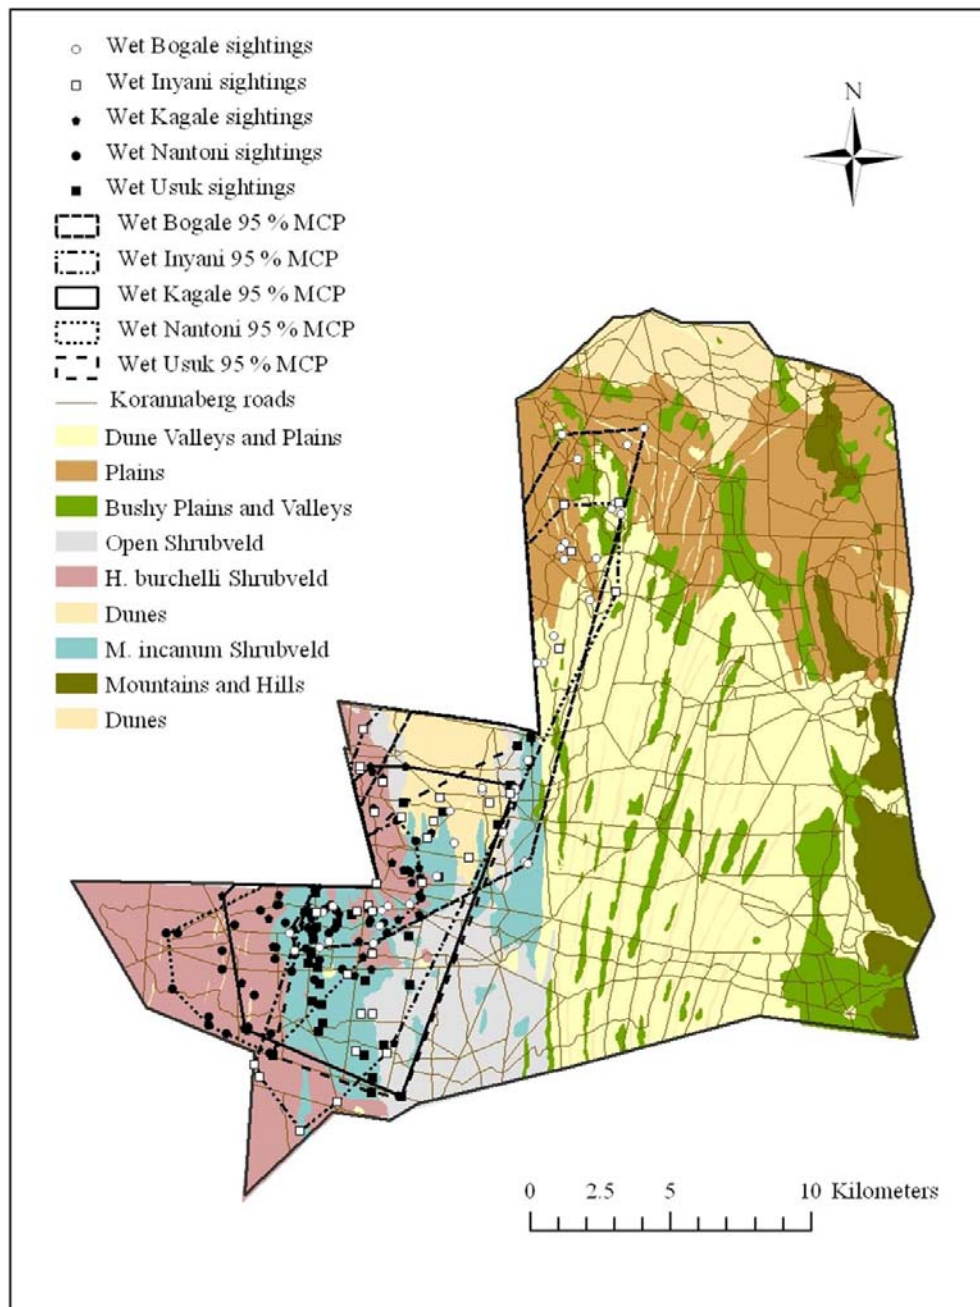 Wet Bogale sightings
Wet Inyani sightings
Wet Kagale sightings
Wet Nantoni sightings
Wet Usuk sightings
Wet Bogale 95 % MCP
Wet Inyani 95 % MCP
Wet Kagale 95 % MCP
Wet Nantoni 95 % MCP
Wet Usuk 95 % MCP
Korannaberg roads
Dune Valleys and Plains
Plains
Bushy Plains and Valleys
Open Shrubveld
H. burchelli Shrubveld
Dunes
M. incanum Shrubveld
Mountains and Hills
Dunes
N
0 2.5 5 10 Kilometers